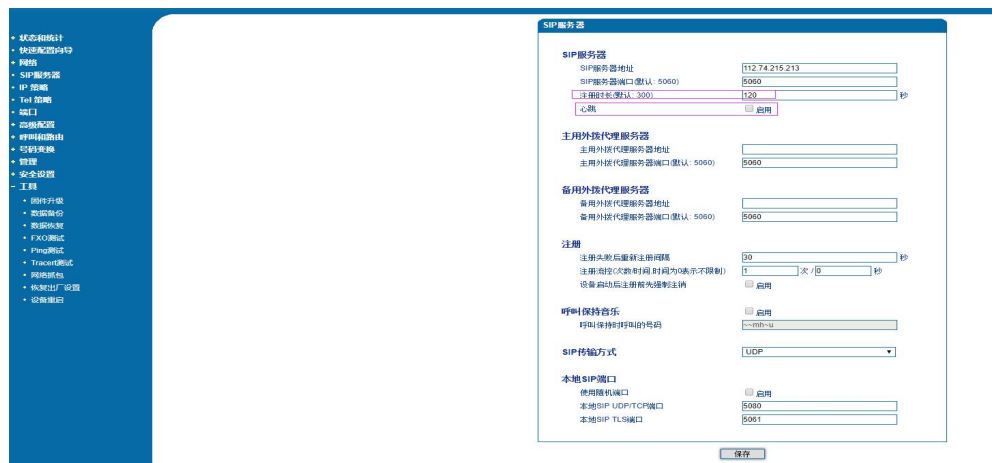 状态和统计
快速配置向导
网络
SIP服务器
IP 策略
Tel 策略
端口
高级配置
呼叫和路由
号码变换
管理
安全设置
工具
固件升级
数据备份
数据恢复
FXO测试
Ping测试
Tracert测试
网络抓包
恢复出厂设置
设备重启
SIP服务器
SIP服务器
SIP服务器地址 112.74.215.213
SIP服务器端口(默认: 5060) 5060
注册时长(默认: 300) 120 秒
心跳 启用
主用外拨代理服务器
主用外拨代理服务器地址
主用外拨代理服务器端口(默认: 5060) 5060
备用外拨代理服务器
备用外拨代理服务器地址
备用外拨代理服务器端口(默认: 5060) 5060
注册
注册失败后重新注册间隔 30 秒
注册流控(次数/时间,时间为0表示不限制) 1 次 / 0 秒
设备启动后注册前先强制注销 启用
呼叫保持音乐 启用
呼叫保持时呼叫的号码 ~~mh~u
SIP传输方式 UDP
本地SIP端口
使用随机端口 启用
本地SIP UDP/TCP端口 5080
本地SIP TLS端口 5061
保存